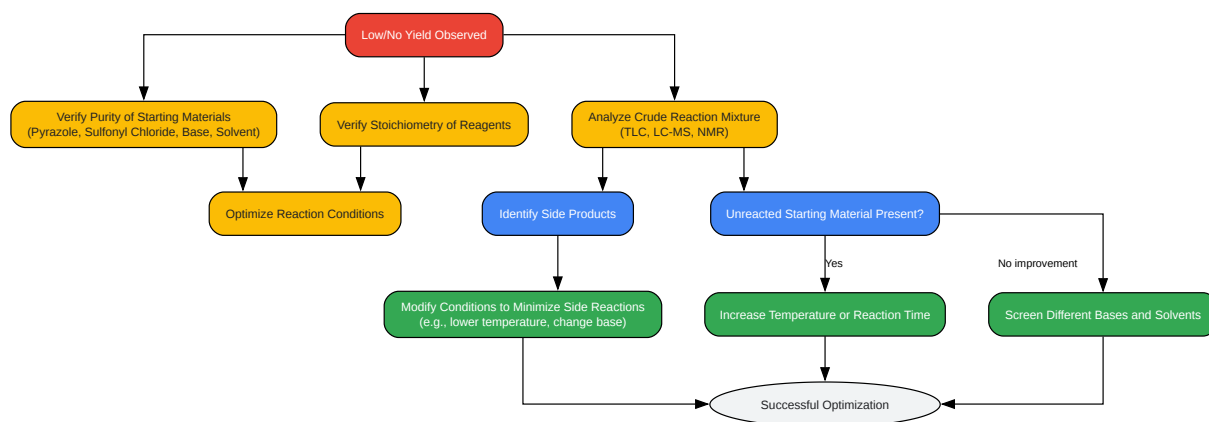 Low/No Yield Observed
Verify Purity of Starting Materials
(Pyrazole, Sulfonyl Chloride, Base, Solvent)
Verify Stoichiometry of Reagents
Analyze Crude Reaction Mixture
(TLC, LC-MS, NMR)
Optimize Reaction Conditions
Identify Side Products
Unreacted Starting Material Present?
Yes
No improvement
Modify Conditions to Minimize Side Reactions
(e.g., lower temperature, change base)
Increase Temperature or Reaction Time
Screen Different Bases and Solvents
Successful Optimization